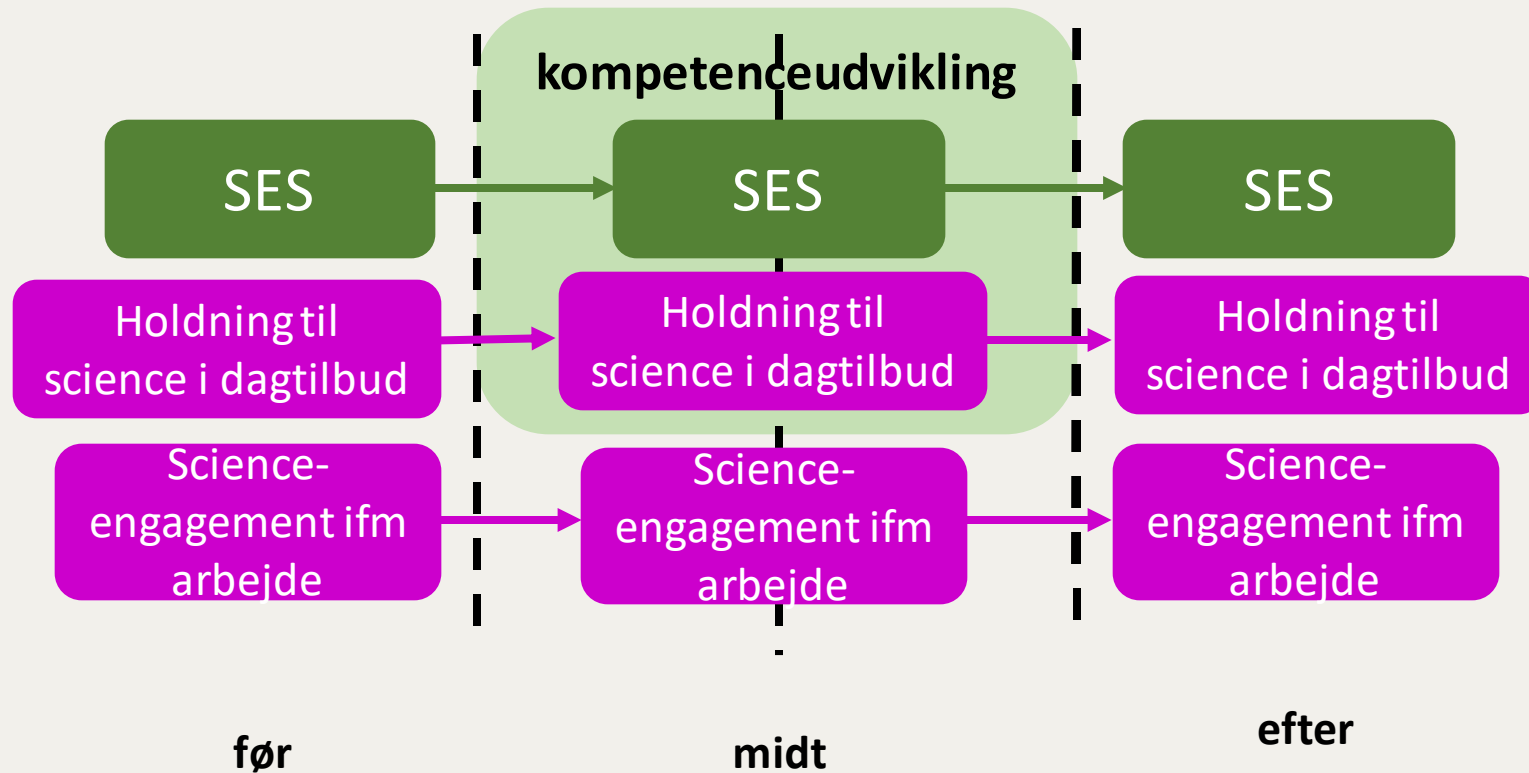 kompetenceudvikling
SES
SES
SES
Holdning til
science i dagtilbud
Holdning til
science i dagtilbud
Holdning til
science i dagtilbud
Science-
engagement ifm
arbejde
Science-
engagement ifm
arbejde
Science-
engagement ifm
arbejde
før
midt
efter